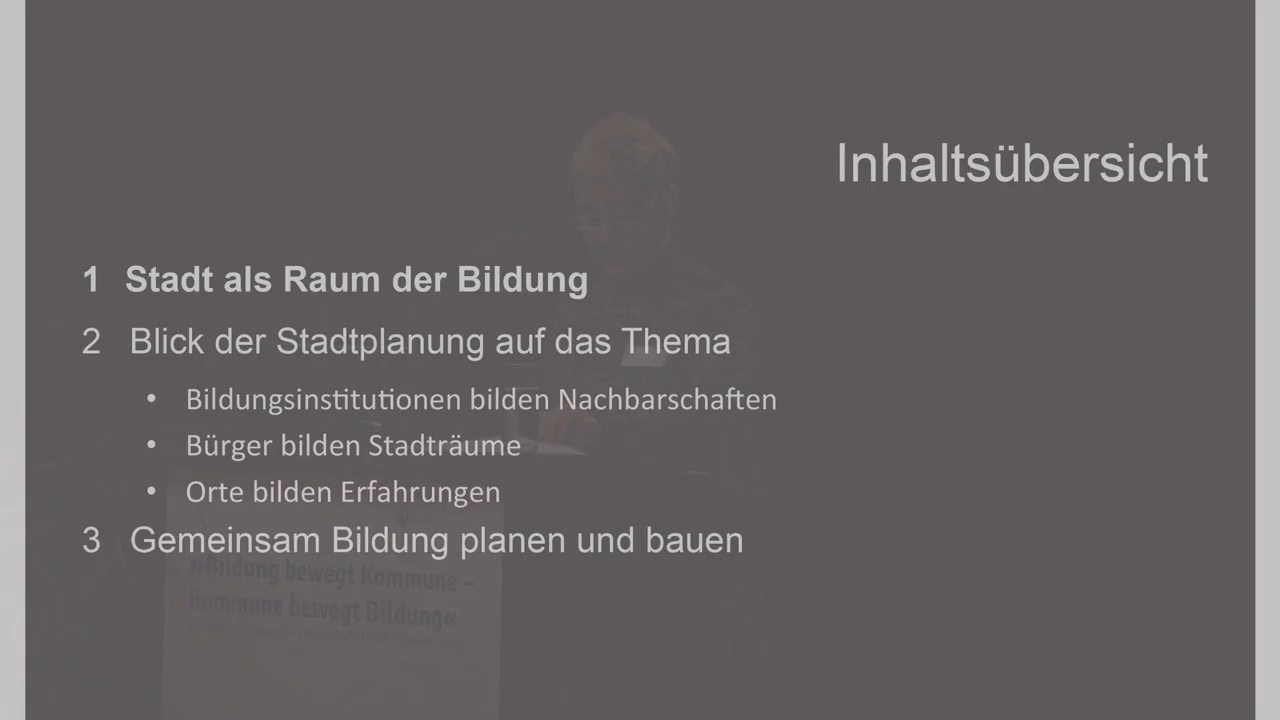 Inhaltsübersicht
1 Stadt als Raum der Bildung
2 Blick der Stadtplanung auf das Thema
• Bildungsinstitutionen bilden Nachbarschaften
• Bürger bilden Stadträume
• Orte bilden Erfahrungen
3 Gemeinsam Bildung planen und bauen
»Bildung bewegt Kommune –
Kommune bewegt Bildung«